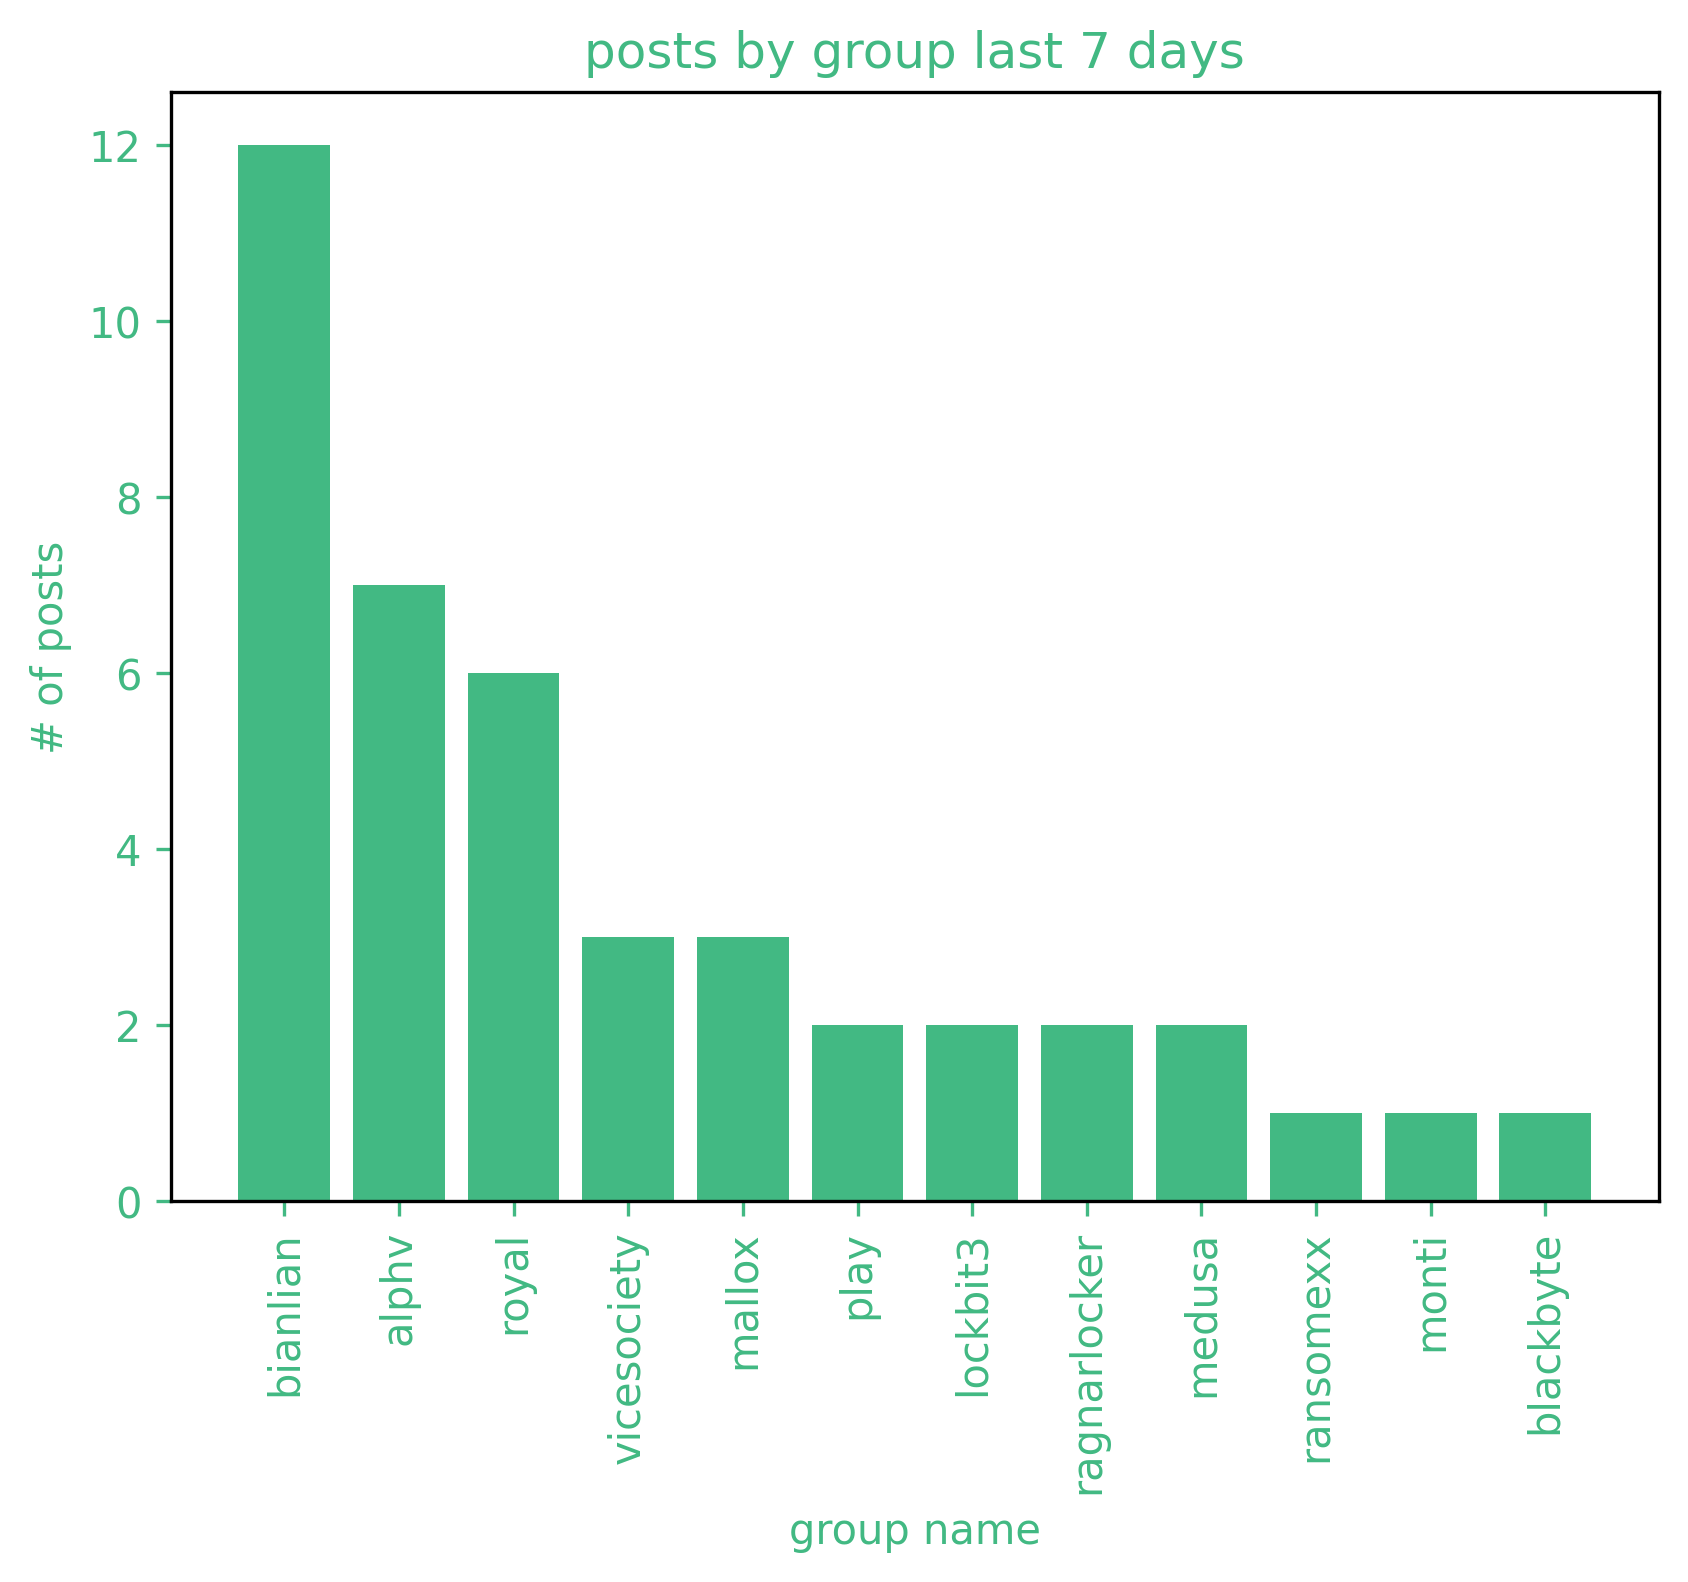 posts by group last 7 days
12
10
8
6
4
2
0
# of posts
bianlian
alphv
royal
vicesociety
mallox
play
lockbit3
ragnarlocker
medusa
ransomexx
monti
blackbyte
group name